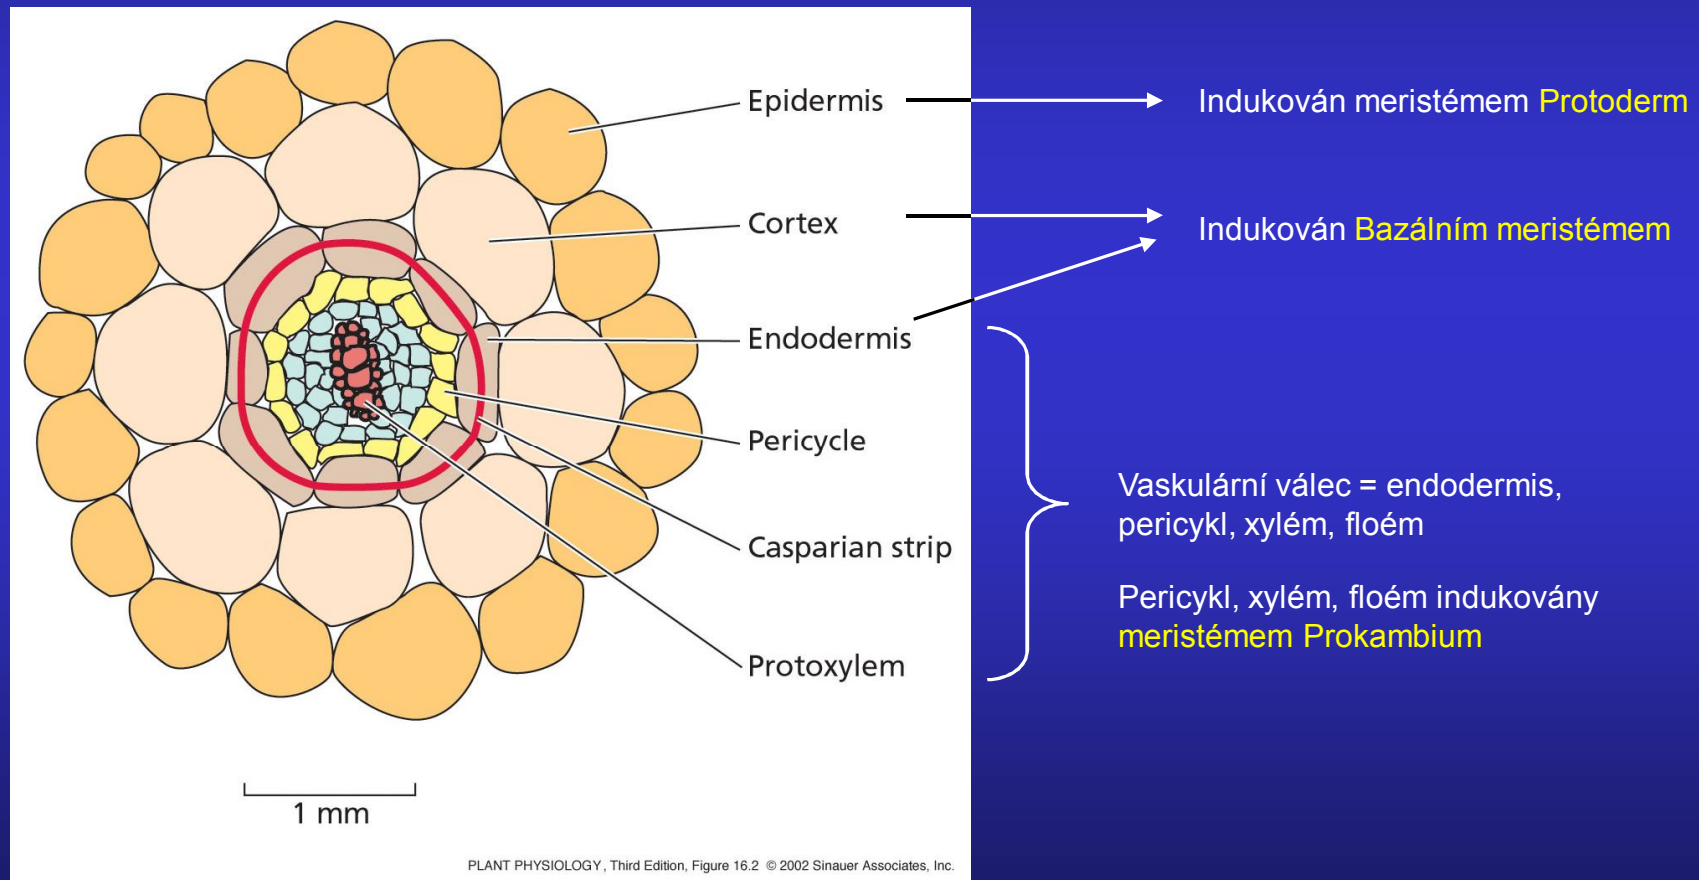 Epidermis
Indukován meristémem Protoderm
Cortex
Indukován Bazálním meristémem
Endodermis
Pericycle
Vaskulární válec = endodermis,
pericykl, xylém, floém
Casparian strip
Pericykl, xylém, floém indukovány
meristémem Prokambium
Protoxylem
1 mm
PLANT PHYSIOLOGY, Third Edition, Figure 16.2 © 2002 Sinauer Associates, Inc.